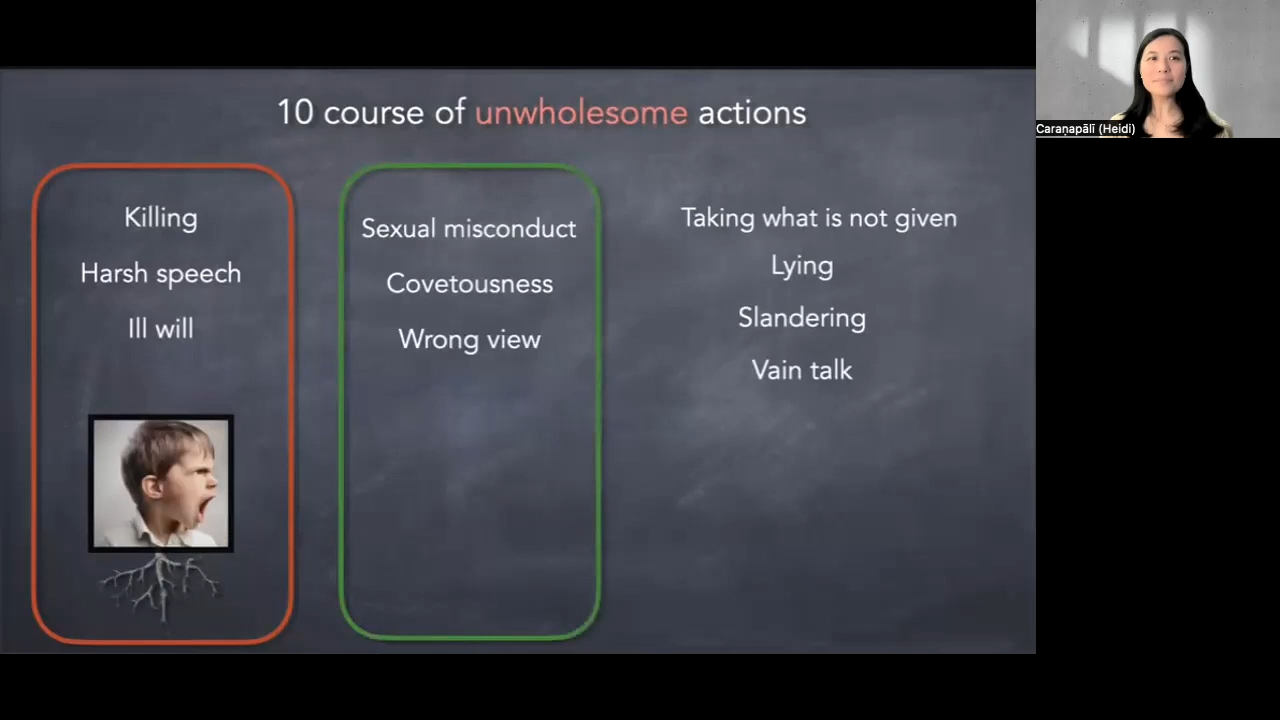 10 course of unwholesome actions
Killing
Harsh speech
Ill will
Sexual misconduct
Covetousness
Wrong view
Taking what is not given
Lying
Slandering
Vain talk
Caraṇapālī (Heidi)